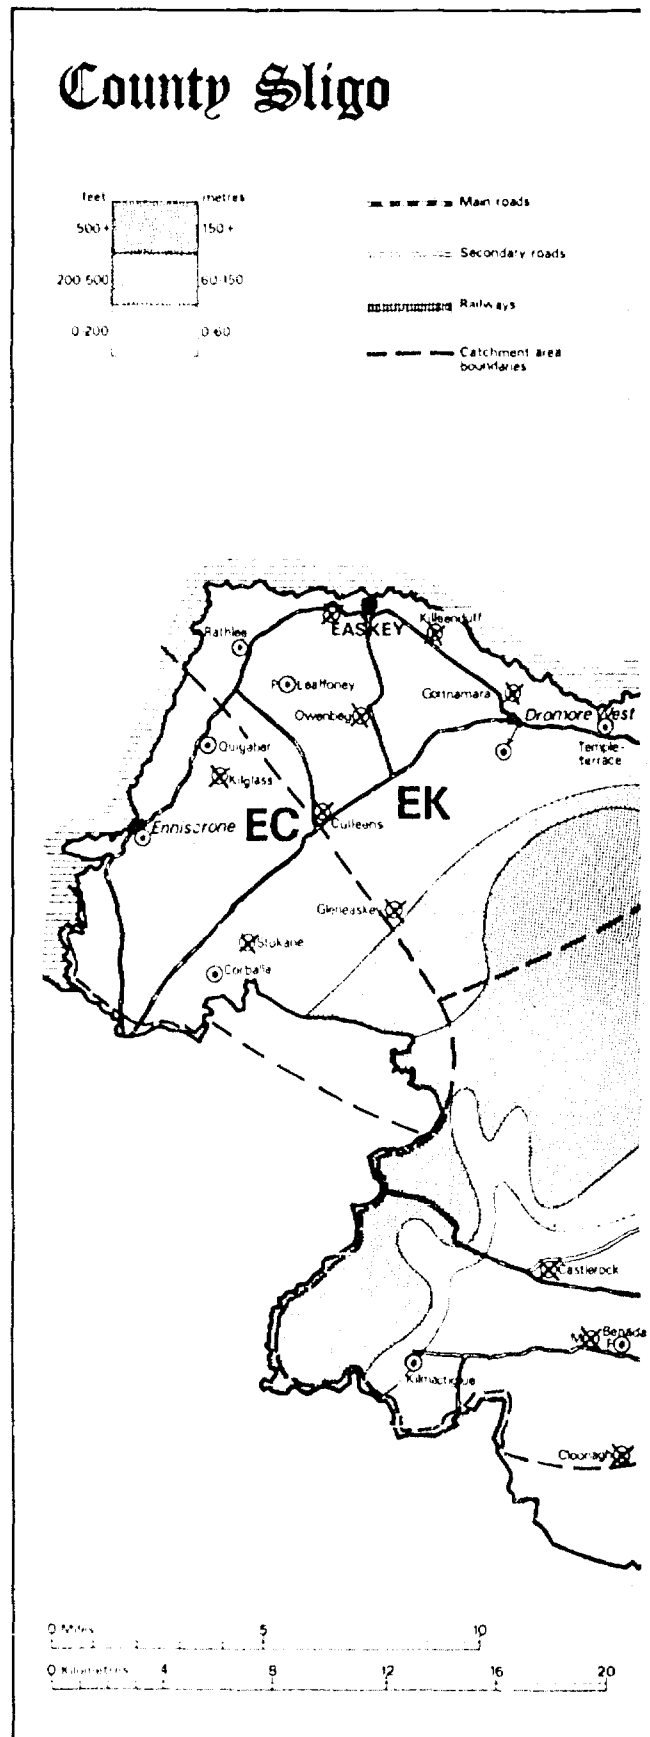 County Sligo
feet metres
500+ 150+
200-500 60-150
0-200 0-60
Main roads
Secondary roads
Railways
Catchment area
boundaries
Rathlee
EASKEY
Killeenduff
P Leaffoney
Owenbeg
Gortnamara
Dromore West
Temple-
terrace
Quigabar
Kilglass
Enniscrone
EC
EK
Culleens
Gleneaskey
Stokane
Corballa
Castlerock
M
Benada
P
Kilmactigue
Cloonagh
0 Miles 5 10
0 Kilometres 4 8 12 16 20